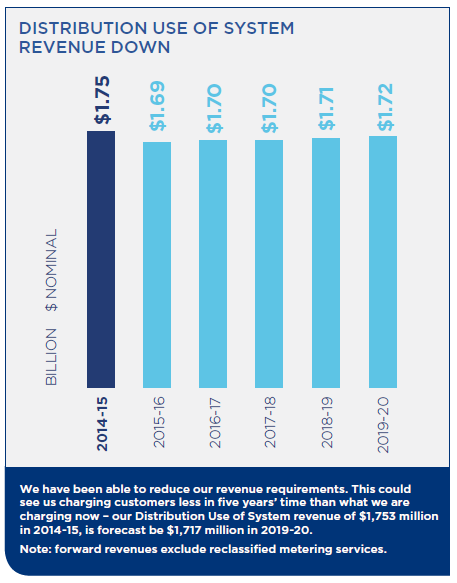 DISTRIBUTION USE OF SYSTEM
REVENUE DOWN
$1.75
$1.69
$1.70
$1.70
$1.71
$1.72
BILLION $ NOMINAL
2014-15
2015-16
2016-17
2017-18
2018-19
2019-20
We have been able to reduce our revenue requirements. This could
see us charging customers less in five years' time than what we are
charging now – our Distribution Use of System revenue of $1,753 million
in 2014-15, is forecast be $1,717 million in 2019-20.
Note: forward revenues exclude reclassified metering services.